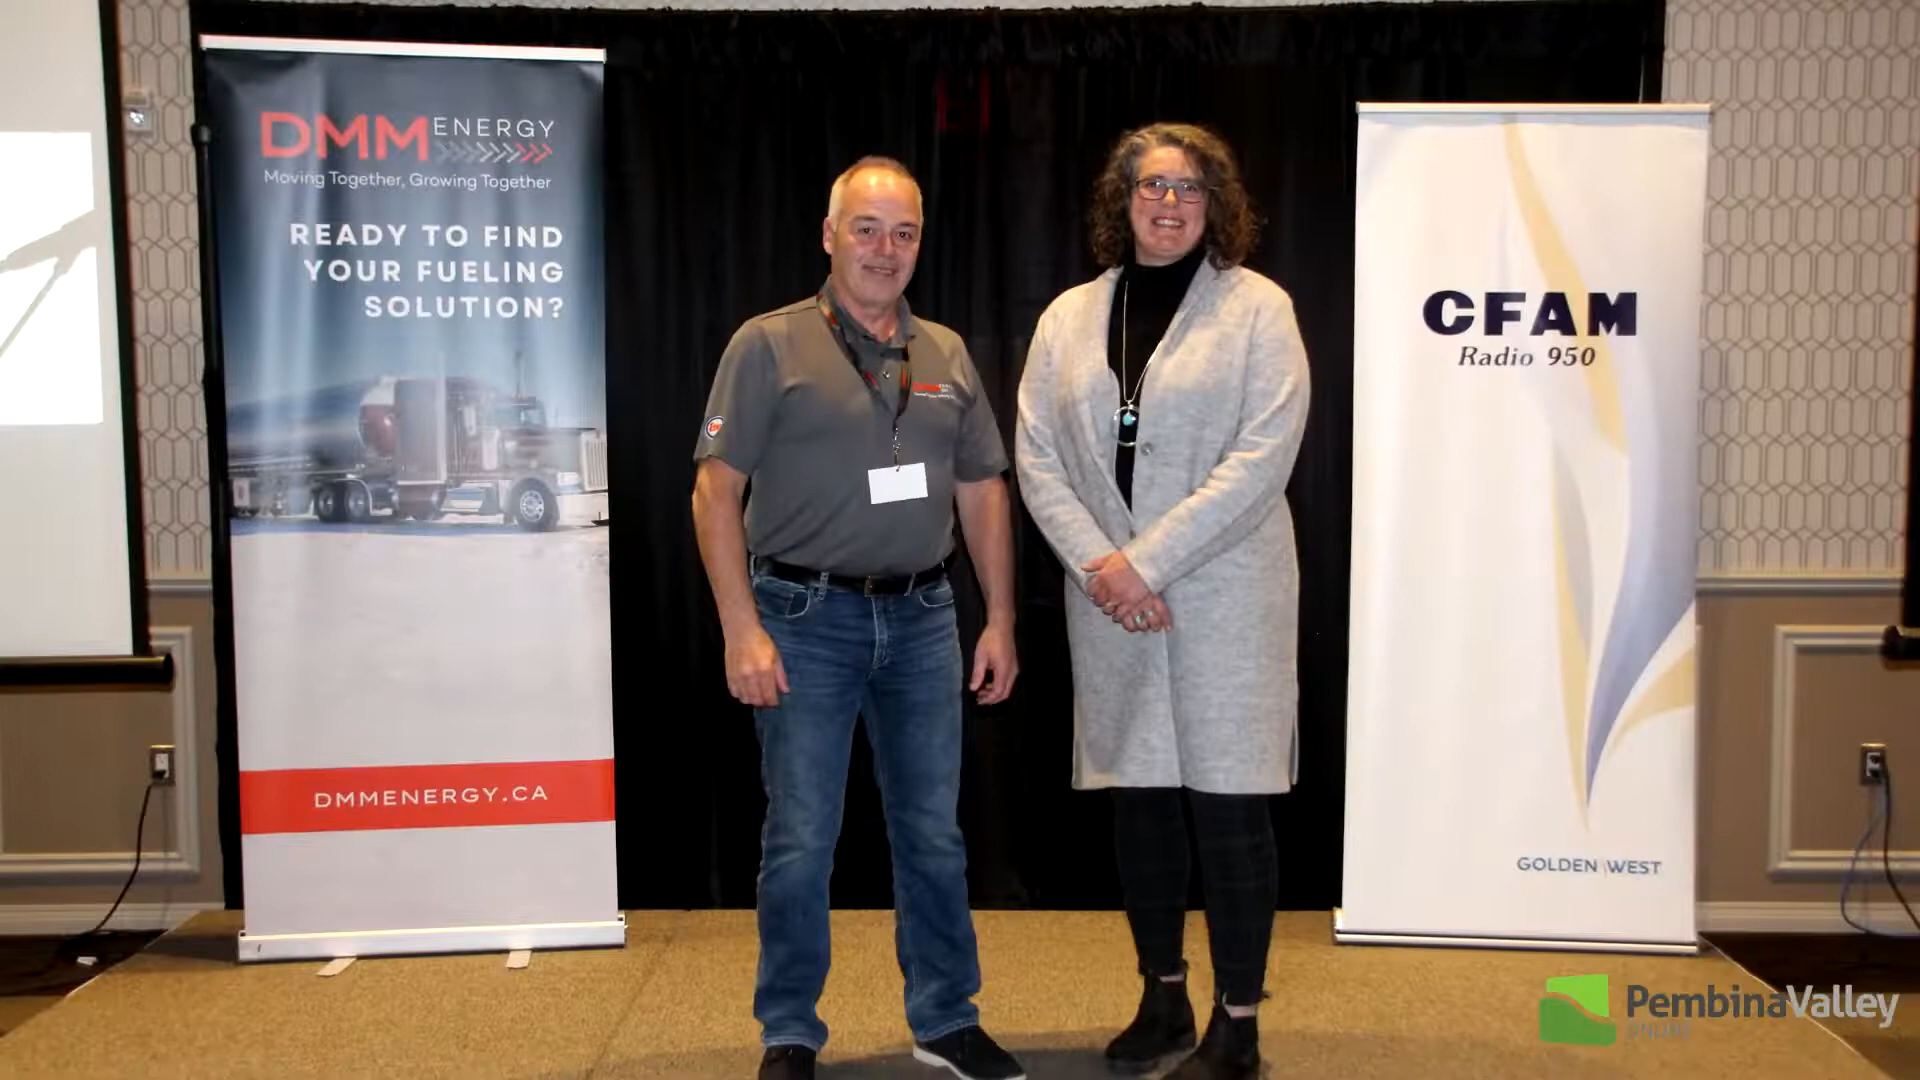 DMM ENERGY
Moving Together, Growing Together
READY TO FIND
YOUR FUELING
SOLUTION?
DMMENERGY.CA
CFAM
Radio 950
GOLDEN WEST
PembinaValley
ONLINE